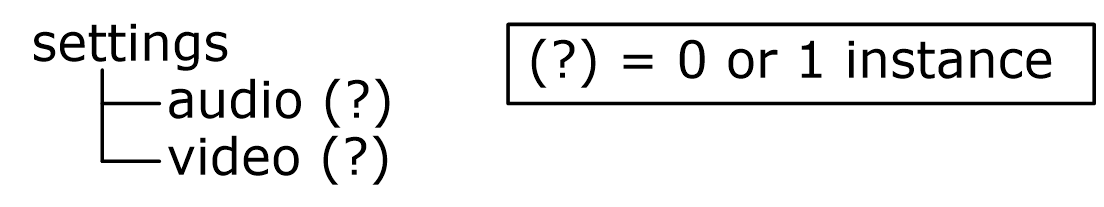 settings
audio (?)
video (?)
(?) = 0 or 1 instance